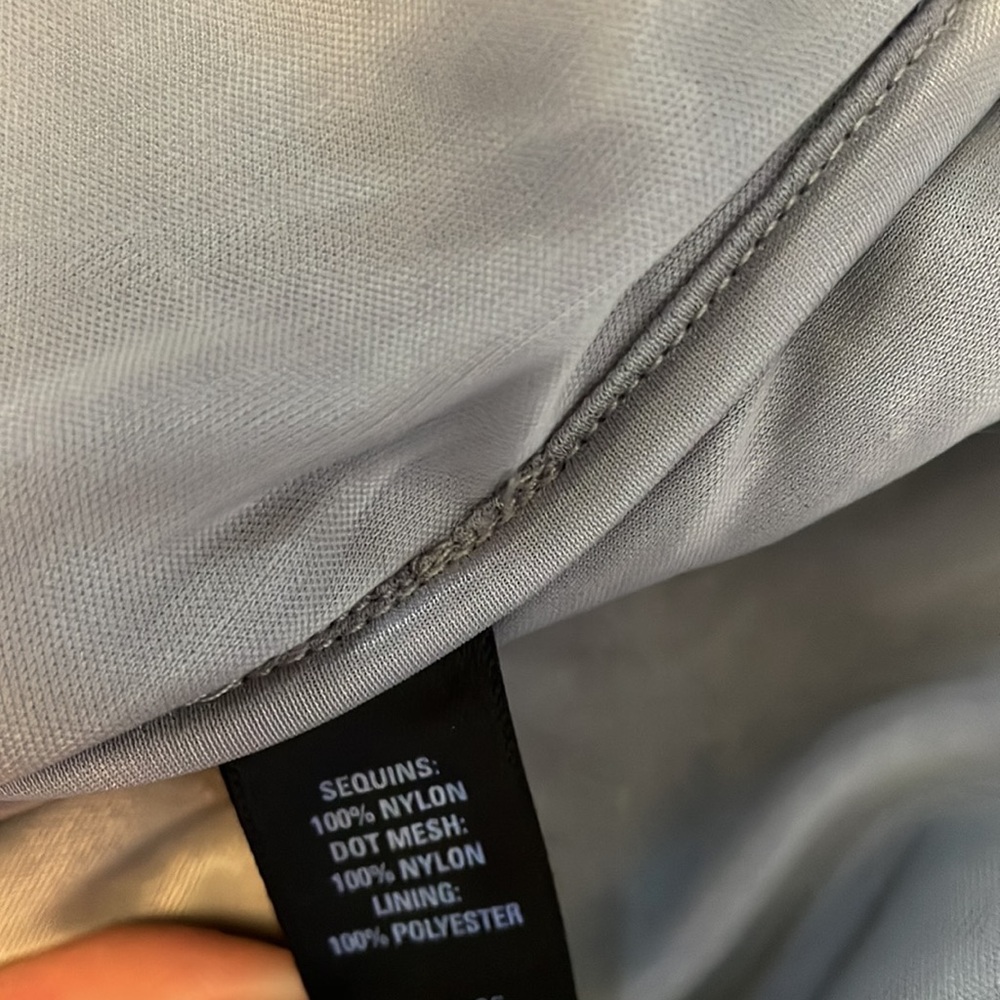 SEQUINS:
100% NYLON
DOT MESH:
100% NYLON
LINING:
100% POLYESTER